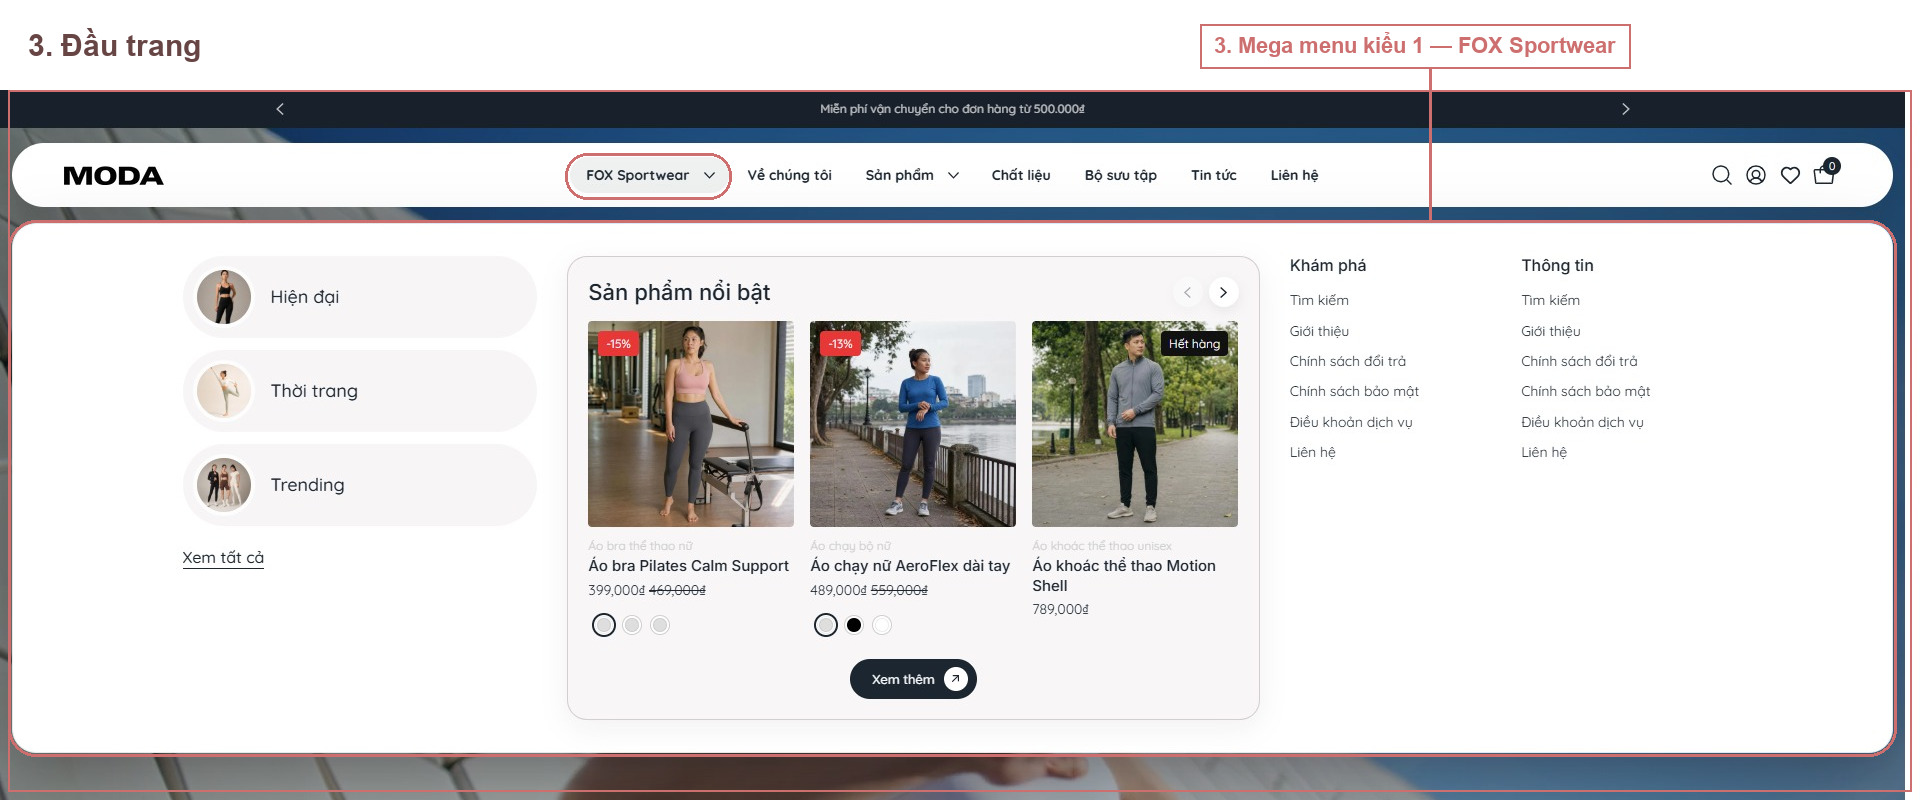 3. Đầu trang
3. Mega menu kiểu 1 — FOX Sportwear
Miễn phí vận chuyển cho đơn hàng từ 500.000₫
MODA
FOX Sportwear
Về chúng tôi
Sản phẩm
Chất liệu
Bộ sưu tập
Tin tức
Liên hệ
0
Hiện đại
Thời trang
Trending
Xem tất cả
Sản phẩm nổi bật
-15%
Áo bra thể thao nữ
Áo bra Pilates Calm Support
399,000₫ 469,000₫
-13%
Áo chạy bộ nữ
Áo chạy nữ AeroFlex dài tay
489,000₫ 559,000₫
Hết hàng
Áo khoác thể thao unisex
Áo khoác thể thao Motion
Shell
789,000₫
Xem thêm
Khám phá
Tìm kiếm
Giới thiệu
Chính sách đổi trả
Chính sách bảo mật
Điều khoản dịch vụ
Liên hệ
Thông tin
Tìm kiếm
Giới thiệu
Chính sách đổi trả
Chính sách bảo mật
Điều khoản dịch vụ
Liên hệ